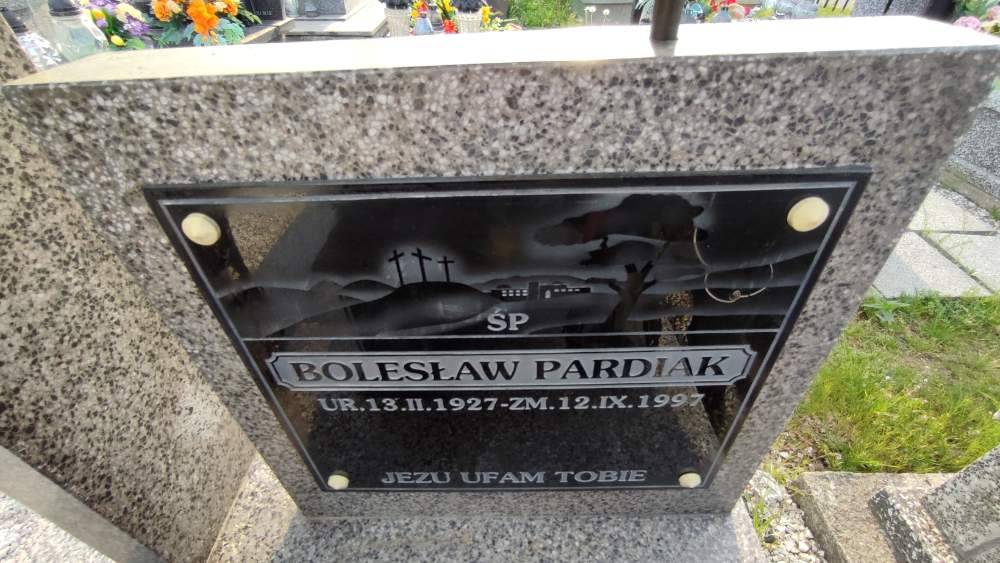 ŚP
BOLESŁAW PARDIAK
UR.13.II.1927-ZM.12.IX.1997
JEZU UFAM TOBIE